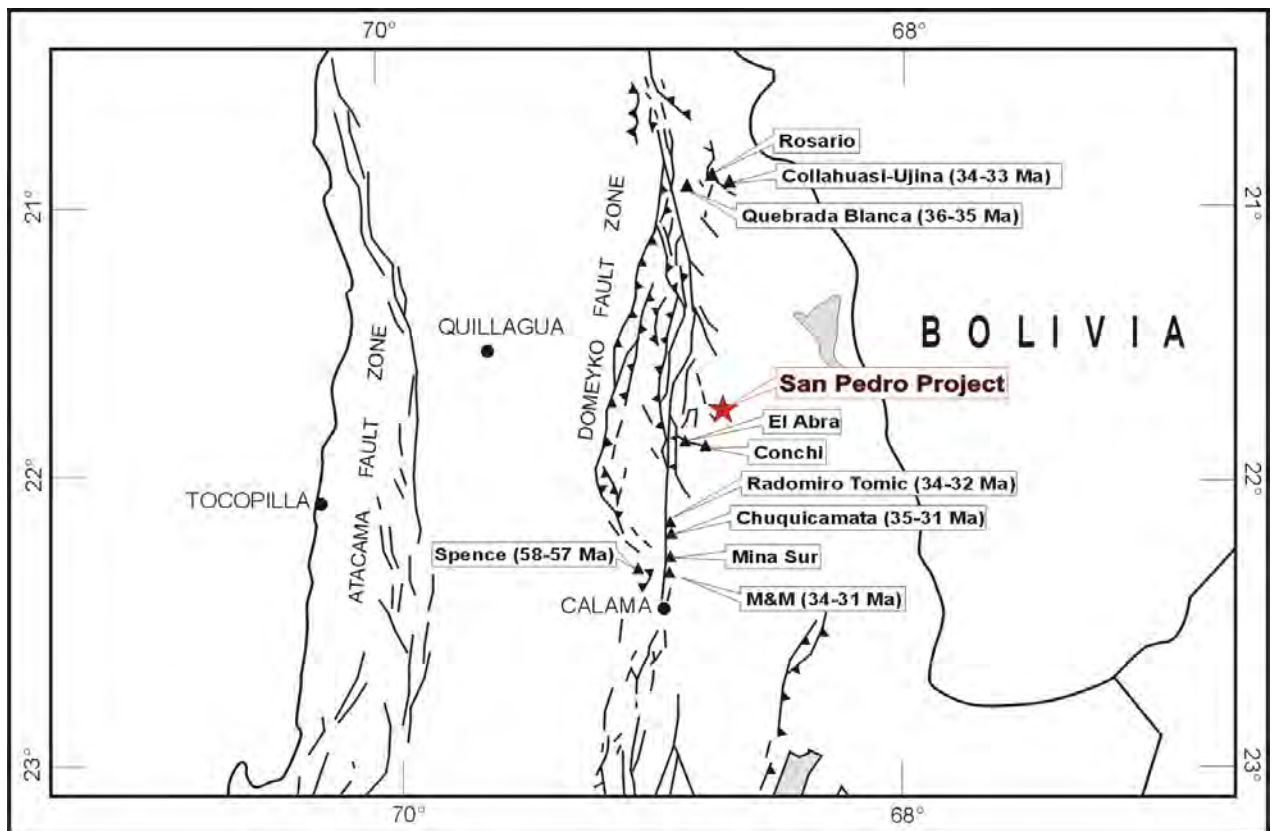 70°
68°
Rosario
Collahuasi-Ujina (34-33 Ma)
21°
21°
Quebrada Blanca (36-35 Ma)
DOMEYKO FAULT ZONE
QUILLAGUA
BOLIVIA
ATACAMA FAULT ZONE
San Pedro Project
El Abra
Conchi
22°
22°
Radomiro Tomic (34-32 Ma)
TOCOPILLA
Chuquicamata (35-31 Ma)
Spence (58-57 Ma)
Mina Sur
M&M (34-31 Ma)
CALAMA
23°
23°
70°
68°